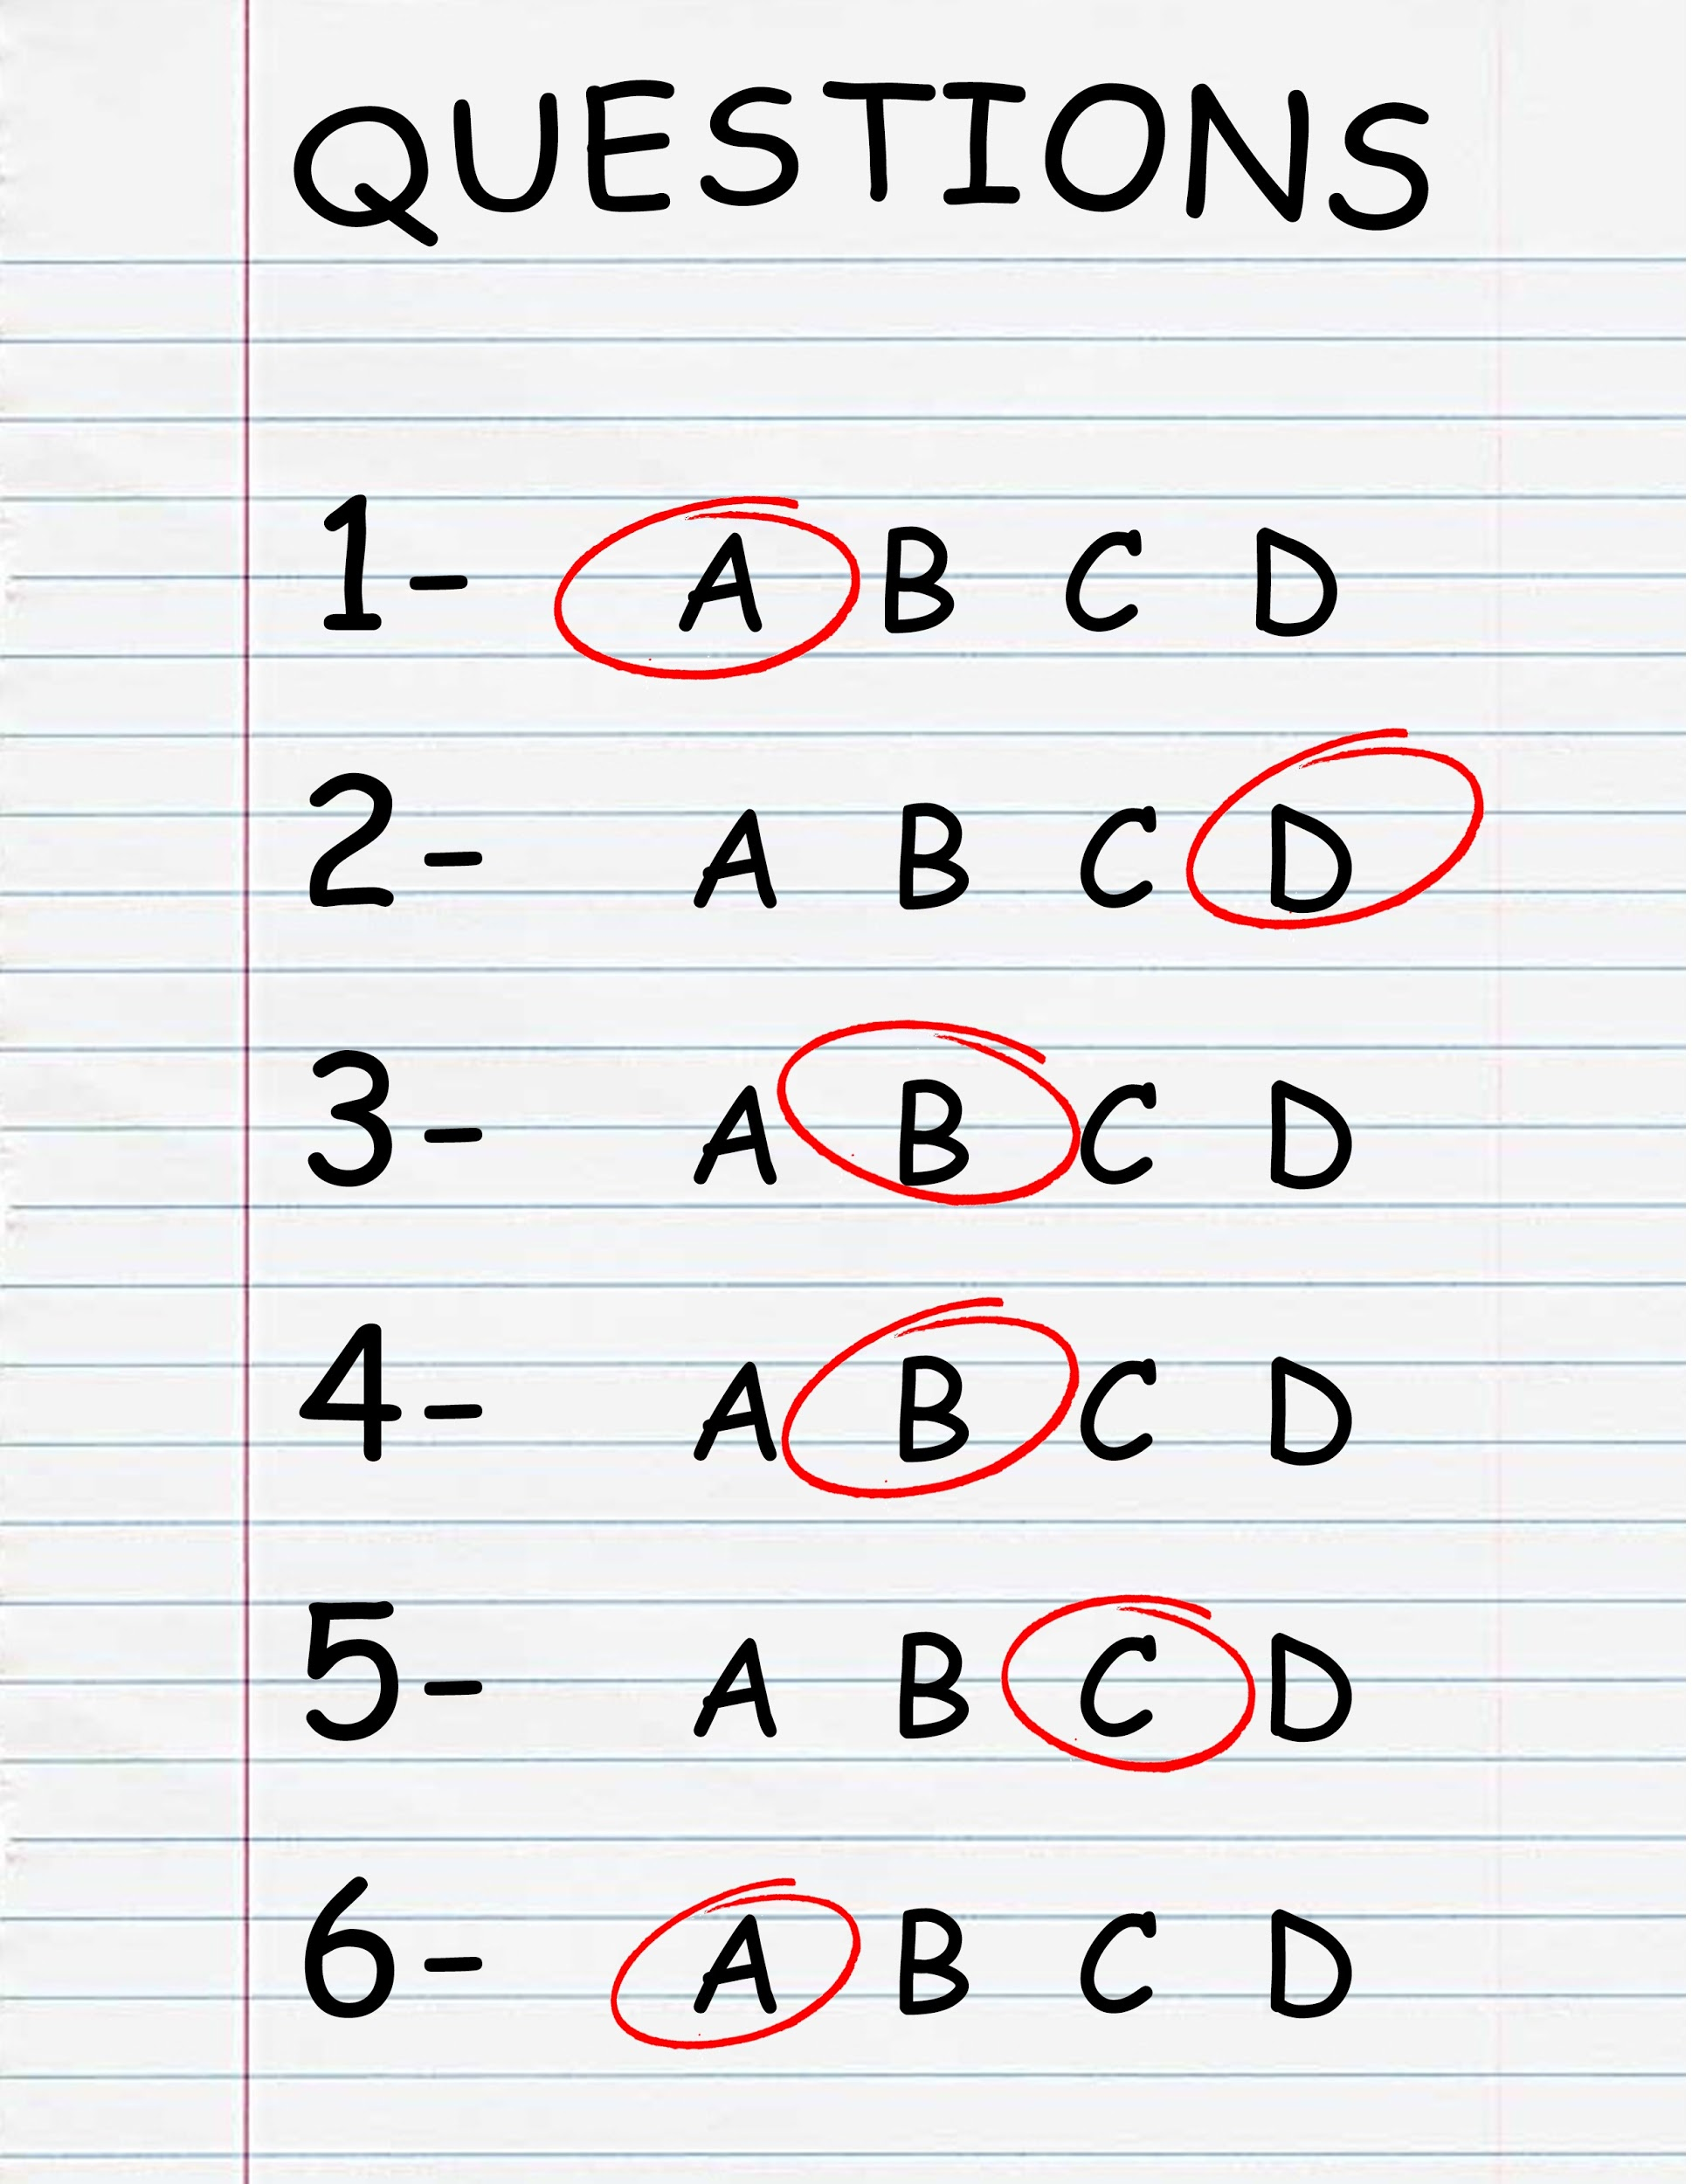 QUESTIONS
1- A B C D
2- A B C D
3- A B C D
4- A B C D
5- A B C D
6- A B C D